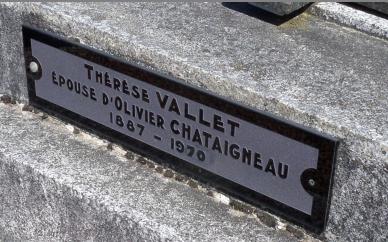 THÉRÈSE VALLET
ÉPOUSE D'OLIVIER CHATAIGNEAU
1887 - 1970